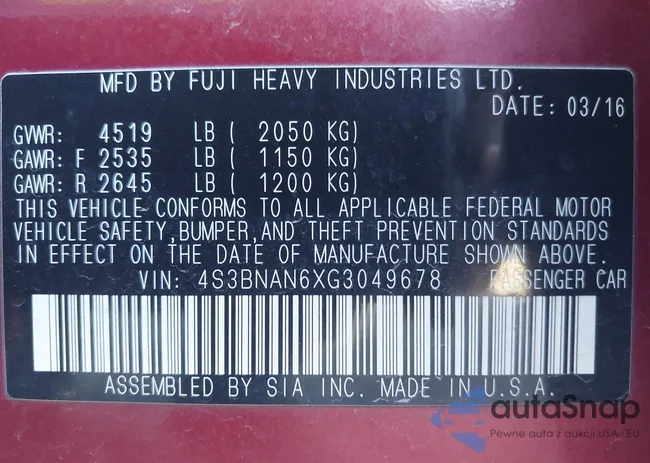 MFD BY FUJI HEAVY INDUSTRIES LTD.
DATE: 03/16
GVWR: 4519 LB ( 2050 KG)
GAWR: F 2535 LB ( 1150 KG)
GAWR: R 2645 LB ( 1200 KG)
THIS VEHICLE CONFORMS TO ALL APPLICABLE FEDERAL MOTOR
VEHICLE SAFETY,BUMPER,AND THEFT PREVENTION STANDARDS
IN EFFECT ON THE DATE OF MANUFACTURE SHOWN ABOVE.
VIN: 4S3BNAN6XG3049678 PASSENGER CAR
ASSEMBLED BY SIA INC. MADE IN U.S.A.
autaSnap
Pewne auta z aukcji USA i EU